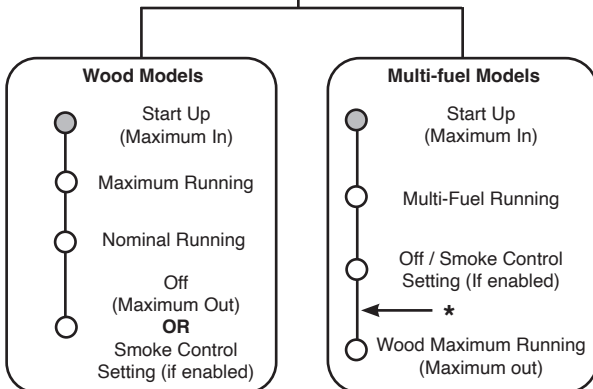 Wood Models
Start Up
(Maximum In)
Maximum Running
Nominal Running
Off
(Maximum Out)
OR
Smoke Control
Setting (if enabled)
Multi-fuel Models
Start Up
(Maximum In)
Multi-Fuel Running
Off / Smoke Control
Setting (If enabled)
*
Wood Maximum Running
(Maximum out)